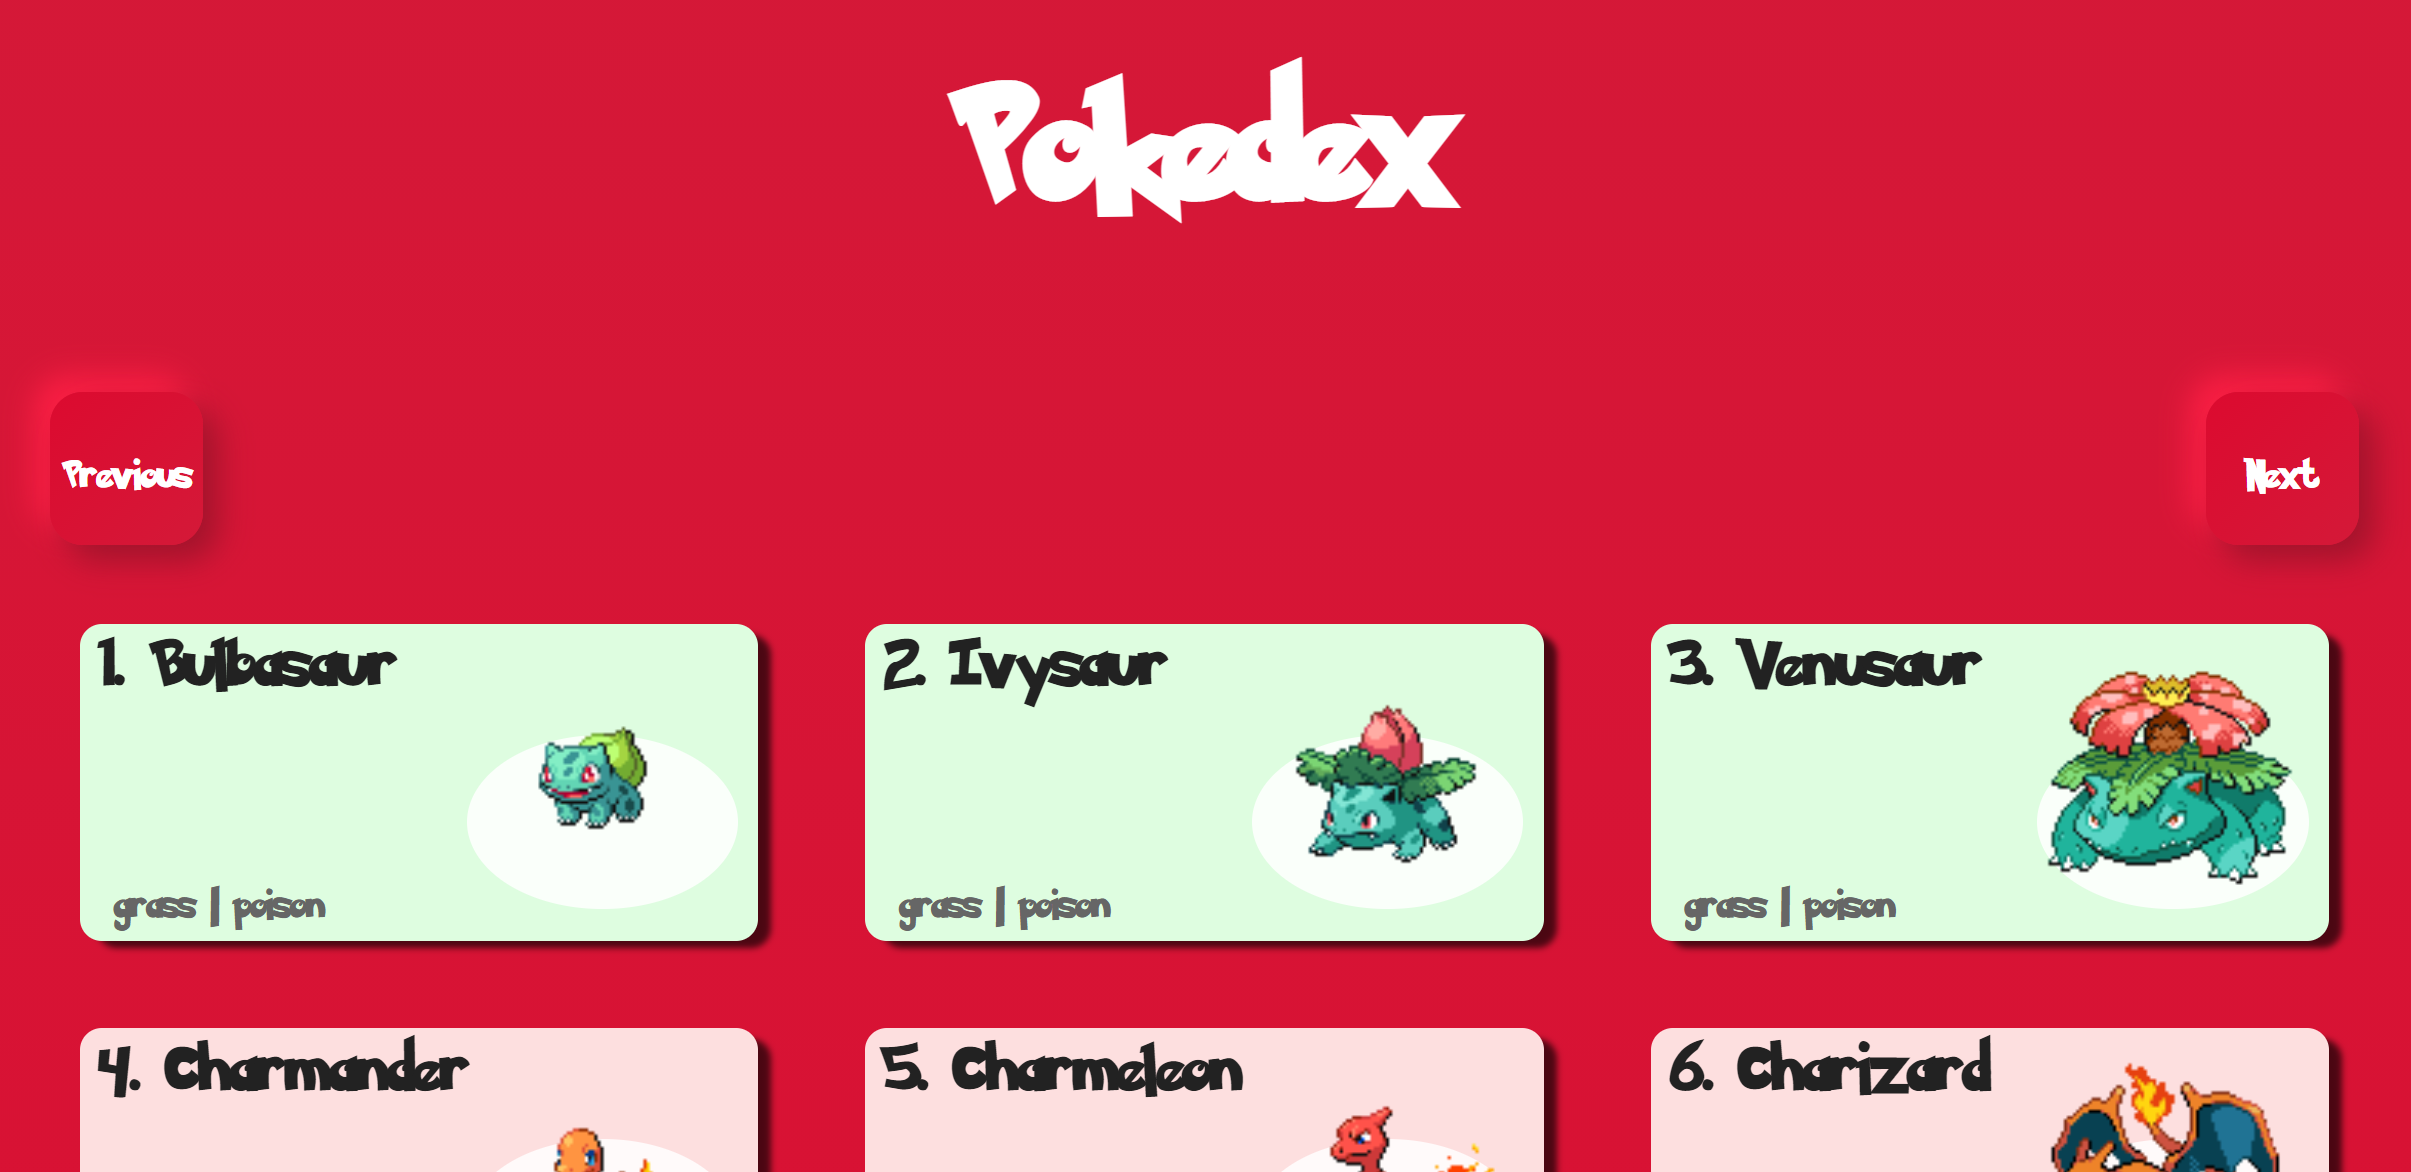 Pokedex
Previous
Next
1. Bulbasaur
grass | poison
2. Ivysaur
grass | poison
3. Venusaur
grass | poison
4. Charmander
5. Charmeleon
6. Charizard